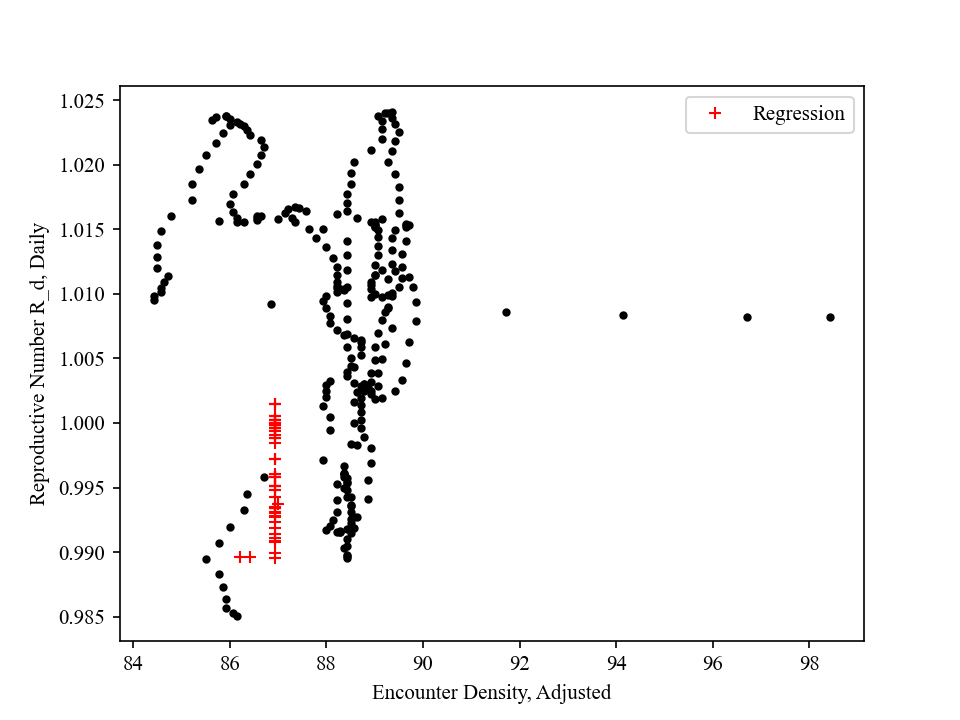 Regression
1.025
1.020
1.015
1.010
1.005
1.000
0.995
0.990
0.985
Reproductive Number R_d, Daily
84 86 88 90 92 94 96 98
Encounter Density, Adjusted